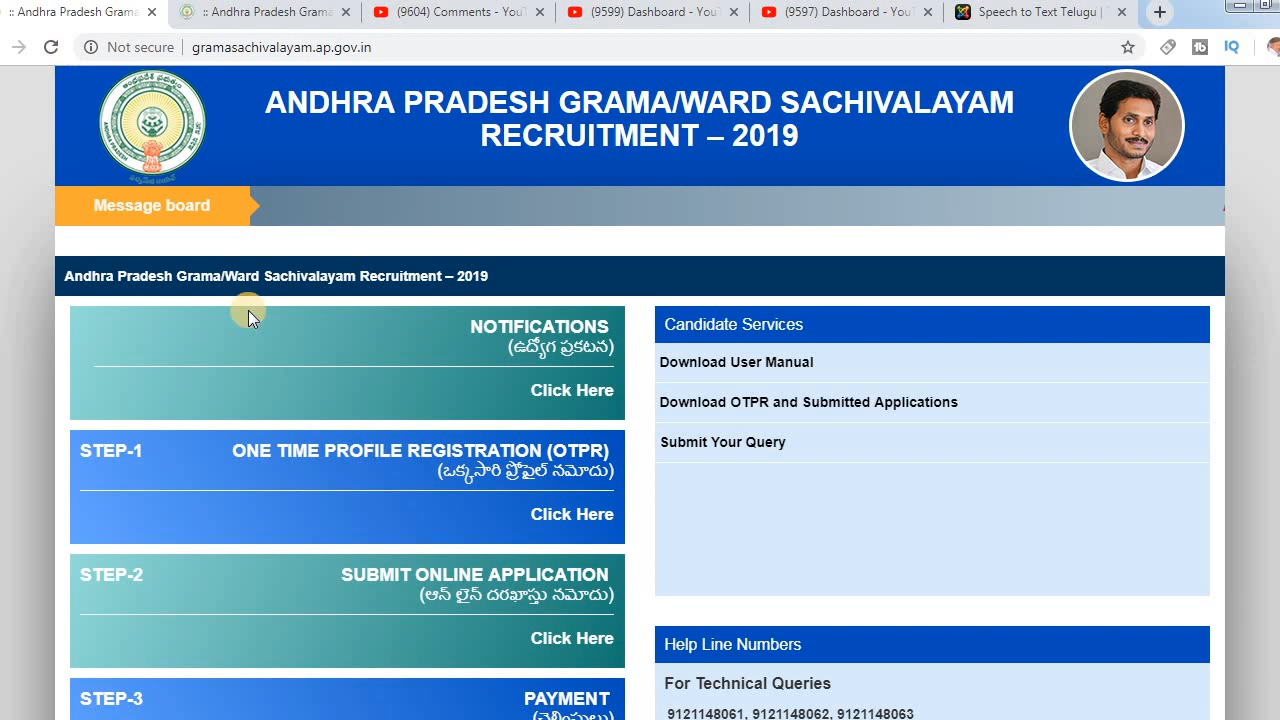 :: Andhra Pradesh Grama
:: Andhra Pradesh Grama
(9604) Comments - YouT
(9599) Dashboard - YouT
(9597) Dashboard - YouT
Speech to Text Telugu |
Not secure
gramasachivalayam.ap.gov.in
ANDHRA PRADESH GRAMA/WARD SACHIVALAYAM
RECRUITMENT – 2019
Message board
Andhra Pradesh Grama/Ward Sachivalayam Recruitment – 2019
NOTIFICATIONS
(ఉద్యోగ ప్రకటన)
Click Here
STEP-1 ONE TIME PROFILE REGISTRATION (OTPR)
(ఒక్కసారి ప్రొఫైల్ నమోదు)
Click Here
STEP-2 SUBMIT ONLINE APPLICATION
(ఆన్ లైన్ దరఖాస్తు నమోదు)
Click Here
STEP-3 PAYMENT
(చెల్లింపులు)
Candidate Services
Download User Manual
Download OTPR and Submitted Applications
Submit Your Query
Help Line Numbers
For Technical Queries
9121148061, 9121148062, 9121148063